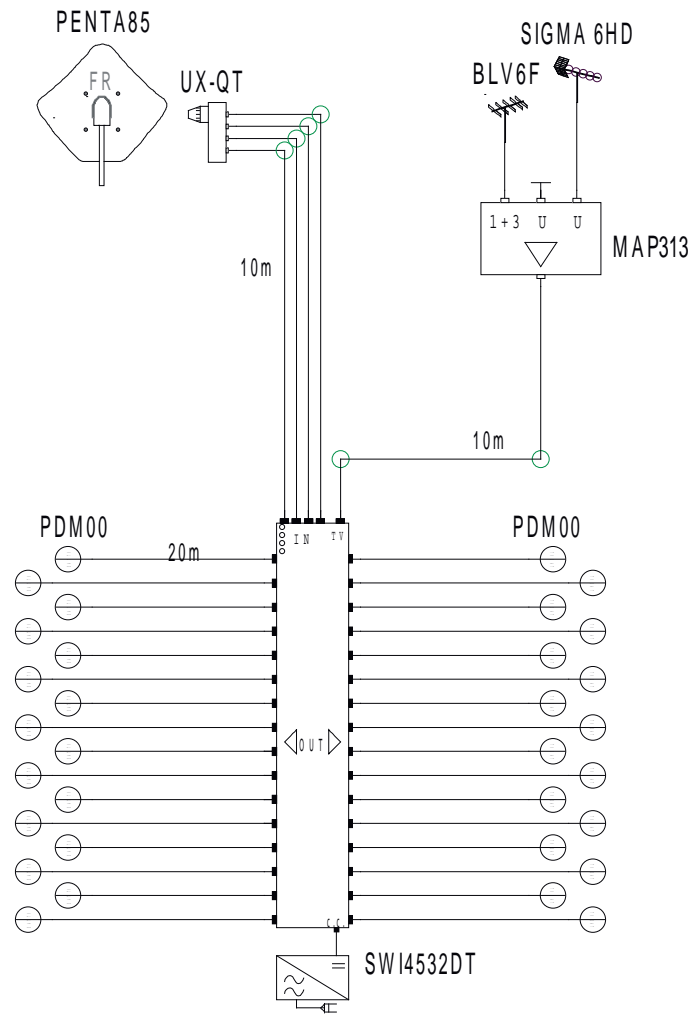 PENTA85
SIGMA 6HD
FR
UX-QT
BLV6F
1+3 U U
MAP313
10m
10m
PDM00
PDM00
IN
TV
20m
OUT
C.C.
SWI4532DT